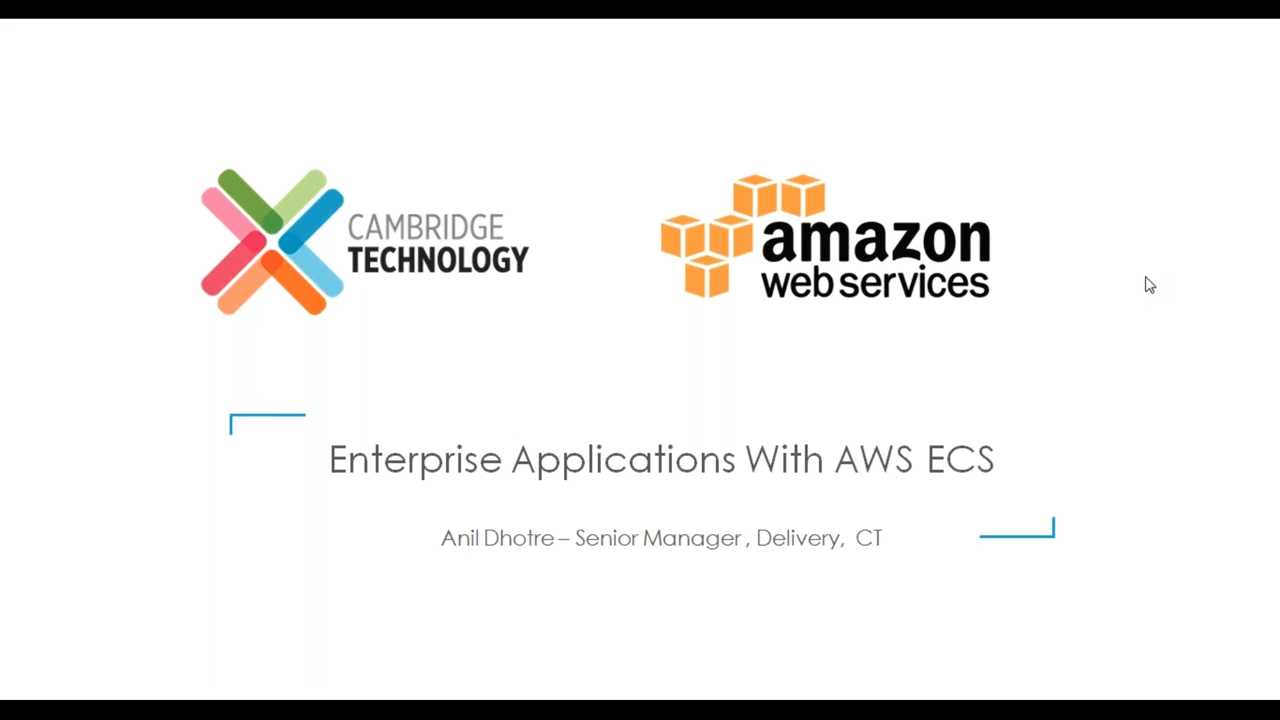 CAMBRIDGE
TECHNOLOGY
amazon
web services
Enterprise Applications With AWS ECS
Anil Dhotre – Senior Manager , Delivery, CT